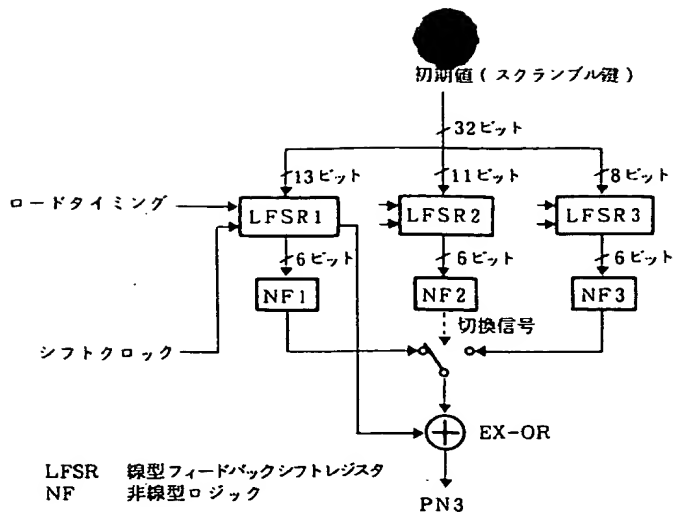 初期値(スクランブル鍵)
32ビット
13ビット
11ビット
8ビット
ロードタイミング
LFSR1
LFSR2
LFSR3
6ビット
6ビット
6ビット
NF1
NF2
NF3
切換信号
シフトクロック
EX-OR
LFSR 線型フィードバックシフトレジスタ
NF 非線型ロジック
PN3